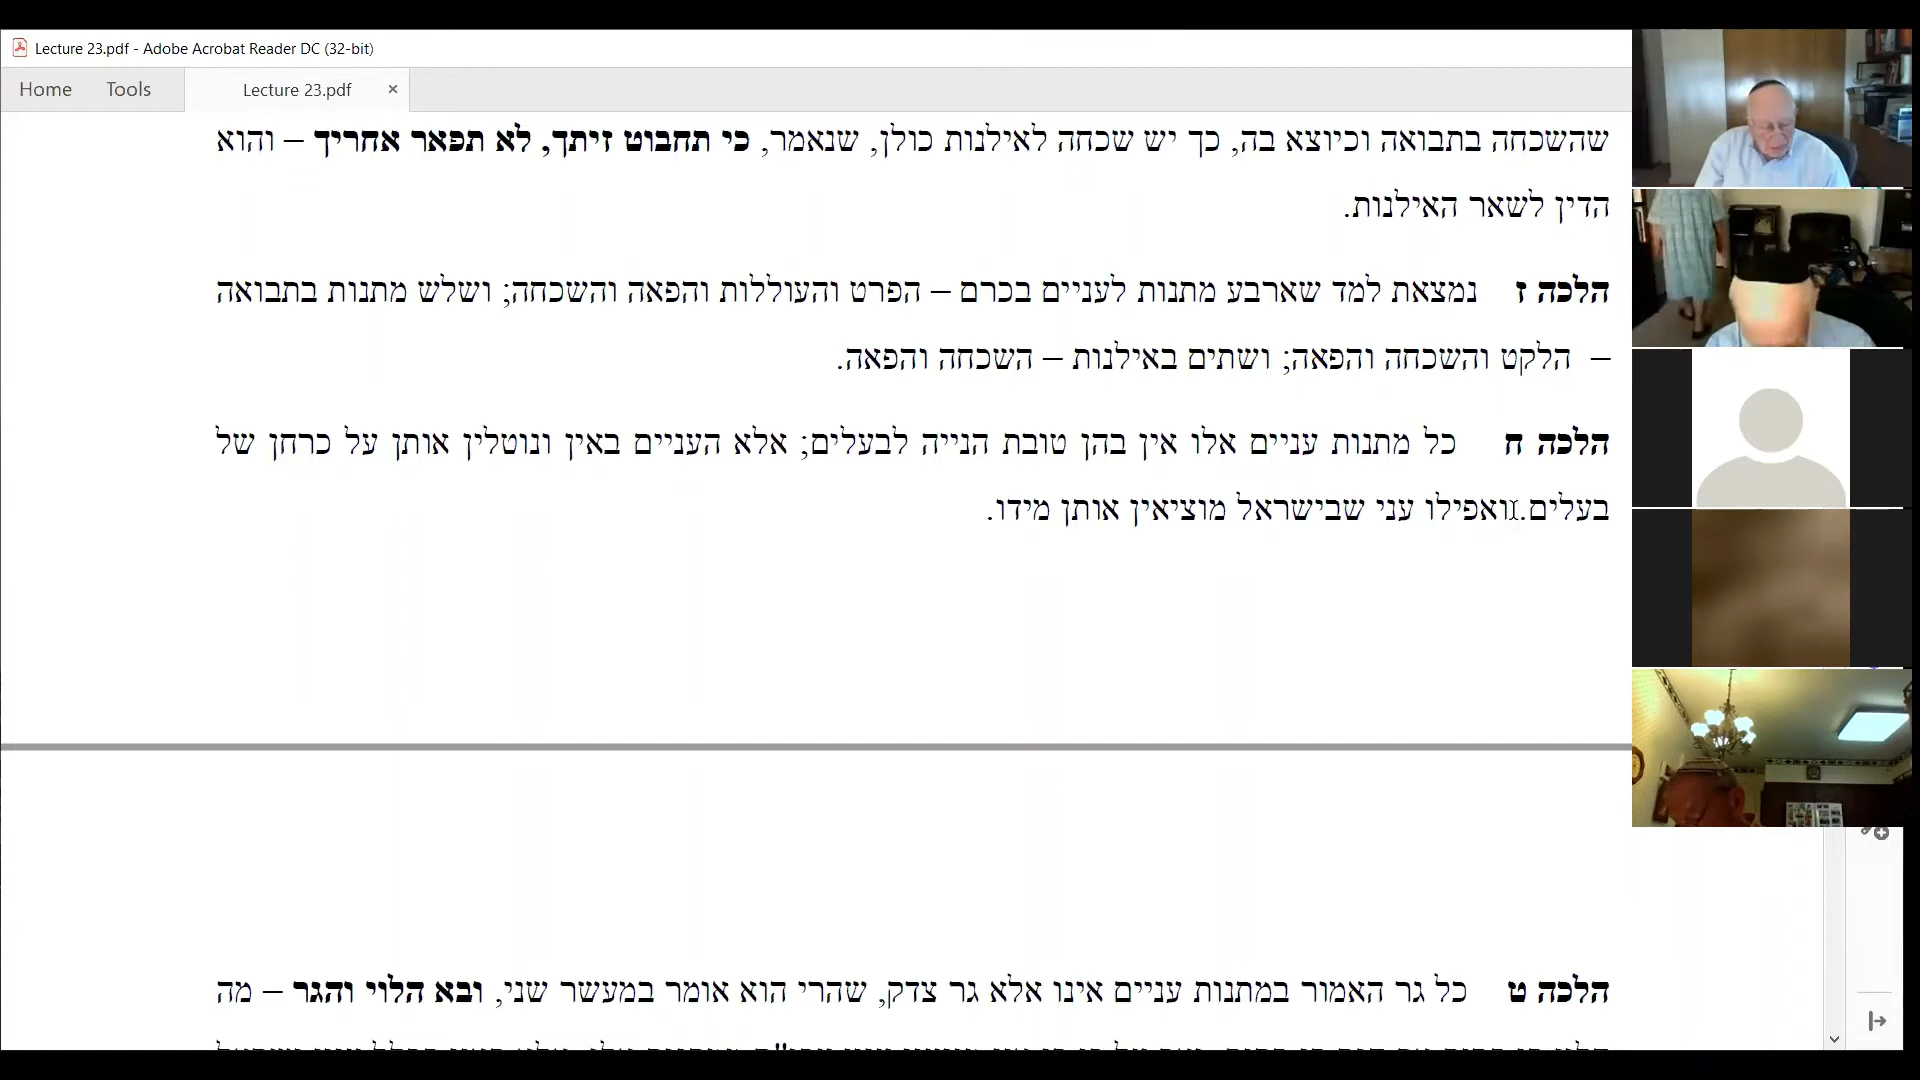 Lecture 23.pdf - Adobe Acrobat Reader DC (32-bit)
Home Tools Lecture 23.pdf ×
שהשכחה בתבואה וכיוצא בה, כך יש שכחה לאילנות כולן, שנאמר, כי תחבוט זיתך, לא תפאר אחריך – והוא
הדין לשאר האילנות.
הלכה ז נמצאת למד שארבע מתנות לעניים בכרם – הפרט והעוללות והפאה והשכחה; ושלש מתנות בתבואה
– הלקט והשכחה והפאה; ושתים באילנות – השכחה והפאה.
הלכה ח כל מתנות עניים אלו אין בהן טובת הנייה לבעלים; אלא העניים באין ונוטלין אותן על כרחן של
בעלים. ואפילו עני שבישראל מוציאין אותן מידו.
הלכה ט כל גר האמור במתנות עניים אינו אלא גר צדק, שהרי הוא אומר במעשר שני, ובא הלוי והגר – מה